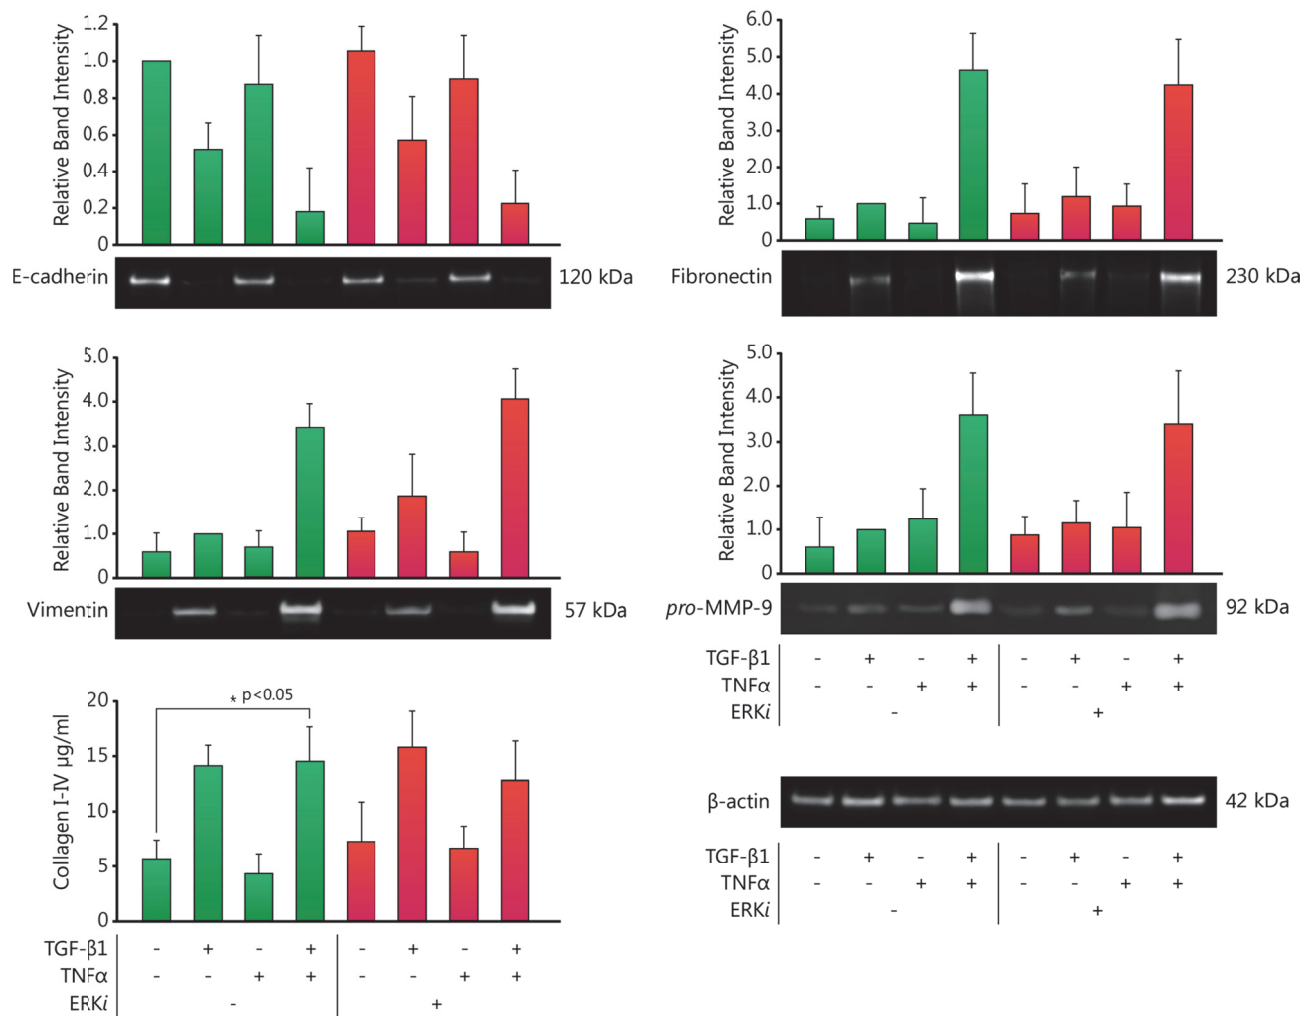 1.2
1.0
0.8
0.6
0.4
0.2
0
Relative Band Intensity
E-cadherin
120 kDa
5.0
4.0
3.0
2.0
1.0
0
Relative Band Intensity
Vimentin
57 kDa
20
15
10
5
0
Collagen I-IV µg/ml
* p<0.05
TGF-β1 - + - + - + - +
TNFα - - + + - - + +
ERKi - +
6.0
5.0
4.0
3.0
2.0
1.0
0
Relative Band Intensity
Fibronectin
230 kDa
5.0
4.0
3.0
2.0
1.0
0
Relative Band Intensity
pro-MMP-9
92 kDa
TGF-β1 - + - + - + - +
TNFα - - + + - - + +
ERKi - +
β-actin
42 kDa
TGF-β1 - + - + - + - +
TNFα - - + + - - + +
ERKi - +